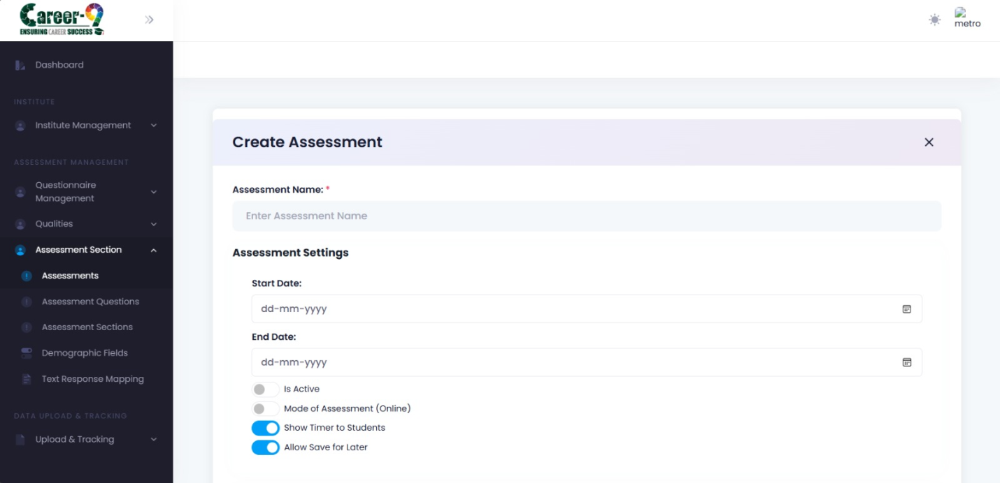 Career-9
ENSURING CAREER SUCCESS
metro
Dashboard
INSTITUTE
Institute Management
ASSESSMENT MANAGEMENT
Questionnaire
Management
Qualities
Assessment Section
Assessments
Assessment Questions
Assessment Sections
Demographic Fields
Text Response Mapping
DATA UPLOAD & TRACKING
Upload & Tracking
Create Assessment
Assessment Name: *
Enter Assessment Name
Assessment Settings
Start Date:
dd-mm-yyyy
End Date:
dd-mm-yyyy
Is Active
Mode of Assessment (Online)
Show Timer to Students
Allow Save for Later